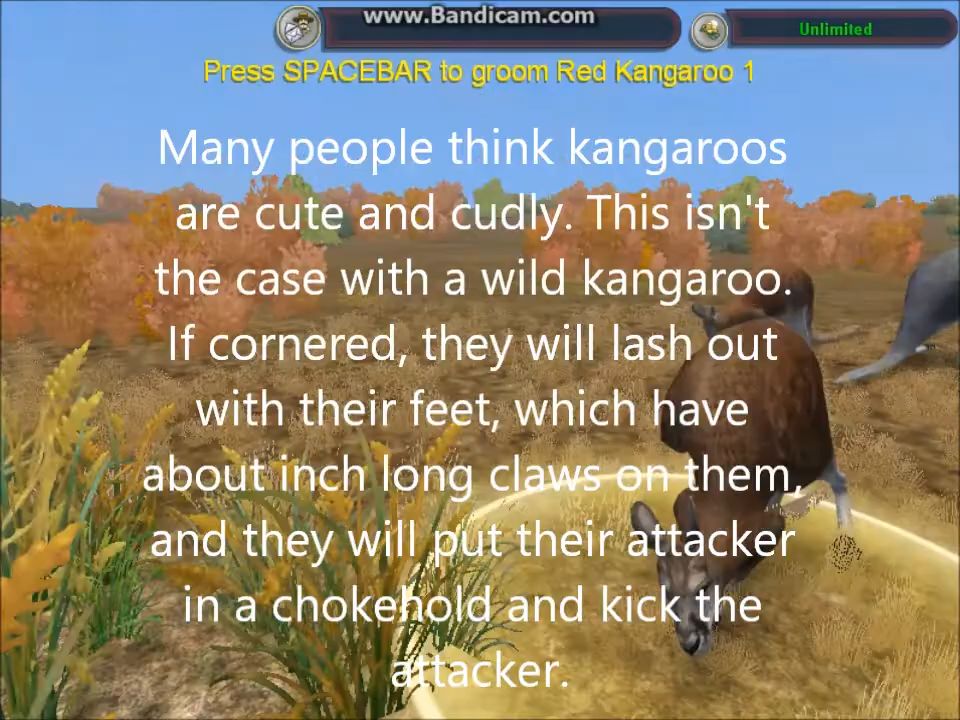 www.Bandicam.com
Unlimited
Press SPACEBAR to groom Red Kangaroo 1
Many people think kangaroos
are cute and cudly. This isn't
the case with a wild kangaroo.
If cornered, they will lash out
with their feet, which have
about inch long claws on them,
and they will put their attacker
in a chokehold and kick the
attacker.